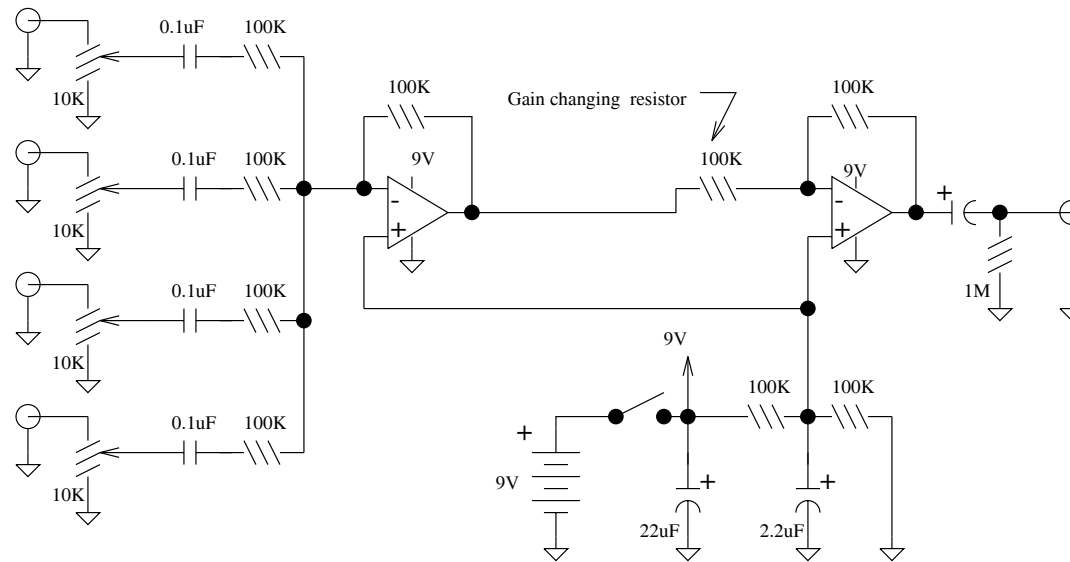 0.1uF
100K
10K
100K
Gain changing resistor
100K
0.1uF
100K
9V
100K
9V
-
+
-
+
+
10K
1M
0.1uF
100K
9V
10K
100K
100K
0.1uF
100K
+
+
+
9V
10K
22uF
2.2uF